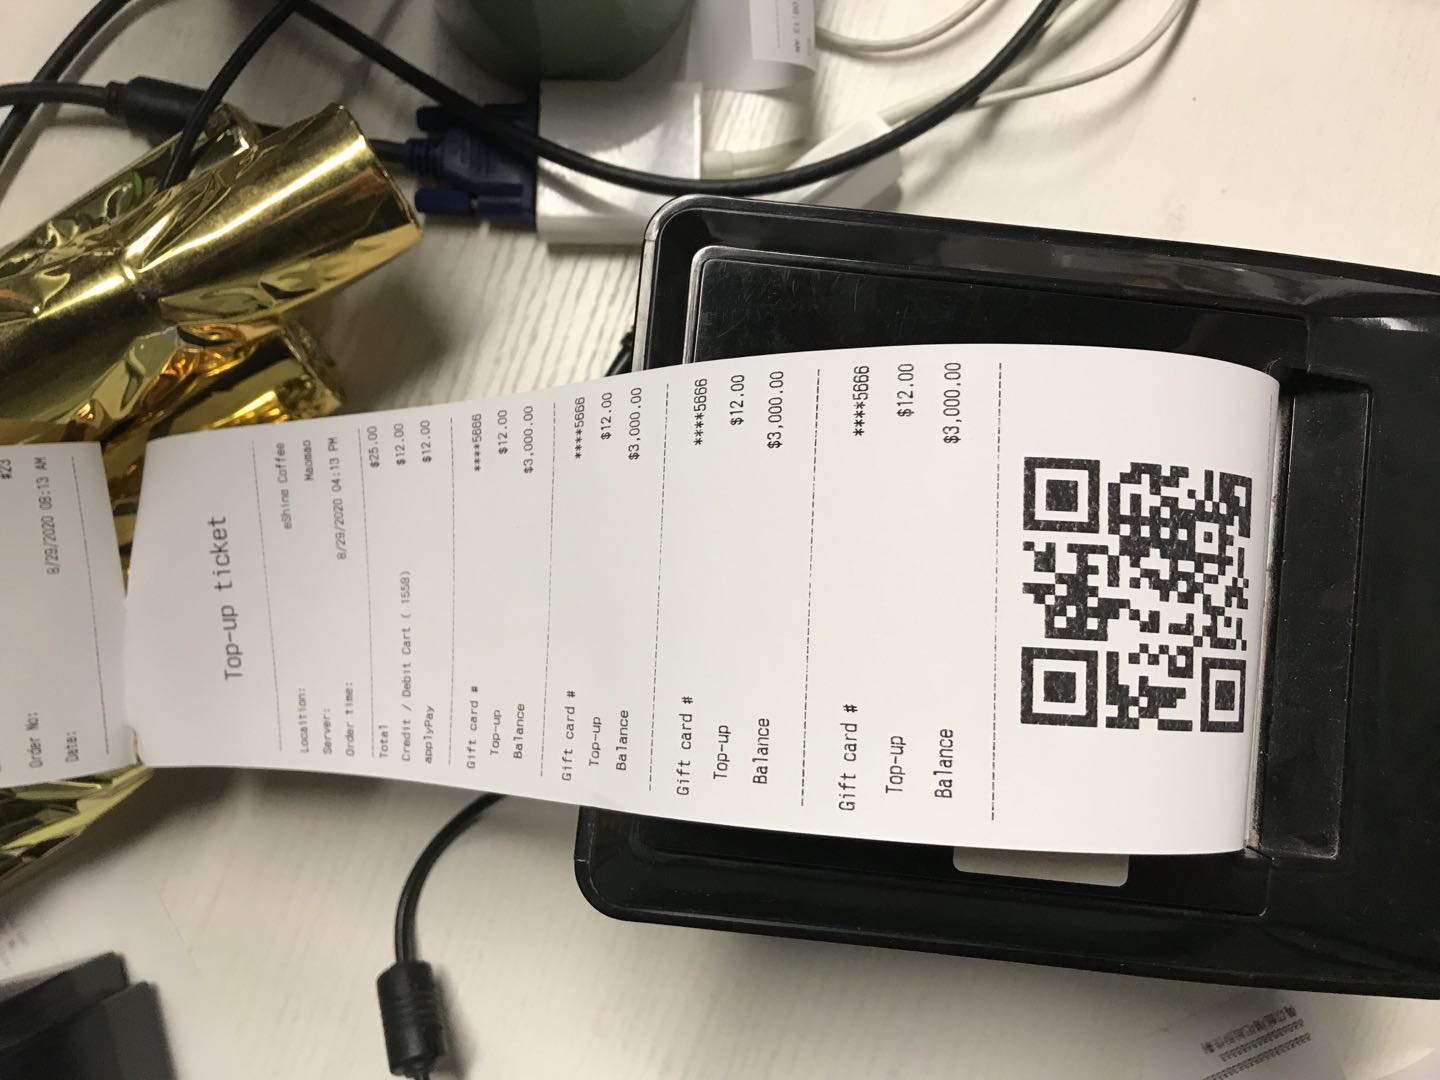 #23
Order No:
Date: 8/29/2020 08:13 AM
Top-up ticket
Locaition: eShine Coffee
Server: Maomao
Order time: 8/29/2020 04:13 PM
Total $25.00
Credit / Debit Cart ( 1558) $12.00
applyPay $12.00
Gift card # ****5666
Top-up $12.00
Balance $3,000.00
Gift card # ****5666
Top-up $12.00
Balance $3,000.00
Gift card # ****5666
Top-up $12.00
Balance $3,000.00
Gift card # ****5666
Top-up $12.00
Balance $3,000.00